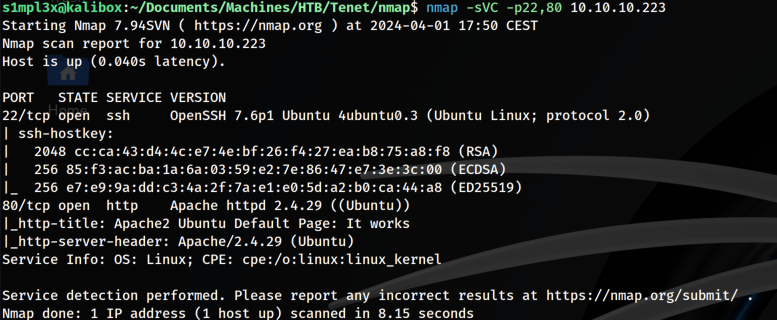 s1mpl3x@kalibox:~/Documents/Machines/HTB/Tenet/nmap$ nmap -sVC -p22,80 10.10.10.223
Starting Nmap 7.94SVN ( https://nmap.org ) at 2024-04-01 17:50 CEST
Nmap scan report for 10.10.10.223
Host is up (0.040s latency).
Home
PORT   STATE SERVICE VERSION
22/tcp open  ssh     OpenSSH 7.6p1 Ubuntu 4ubuntu0.3 (Ubuntu Linux; protocol 2.0)
| ssh-hostkey:
|   2048 cc:ca:43:d4:4c:e7:4e:bf:26:f4:27:ea:b8:75:a8:f8 (RSA)
|   256 85:f3:ac:ba:1a:6a:03:59:e2:7e:86:47:e7:3e:3c:00 (ECDSA)
|_  256 e7:e9:9a:dd:c3:4a:2f:7a:e1:e0:5d:a2:b0:ca:44:a8 (ED25519)
80/tcp open  http    Apache httpd 2.4.29 ((Ubuntu))
|_http-title: Apache2 Ubuntu Default Page: It works
|_http-server-header: Apache/2.4.29 (Ubuntu)
Service Info: OS: Linux; CPE: cpe:/o:linux:linux_kernel
Service detection performed. Please report any incorrect results at https://nmap.org/submit/ .
Nmap done: 1 IP address (1 host up) scanned in 8.15 seconds